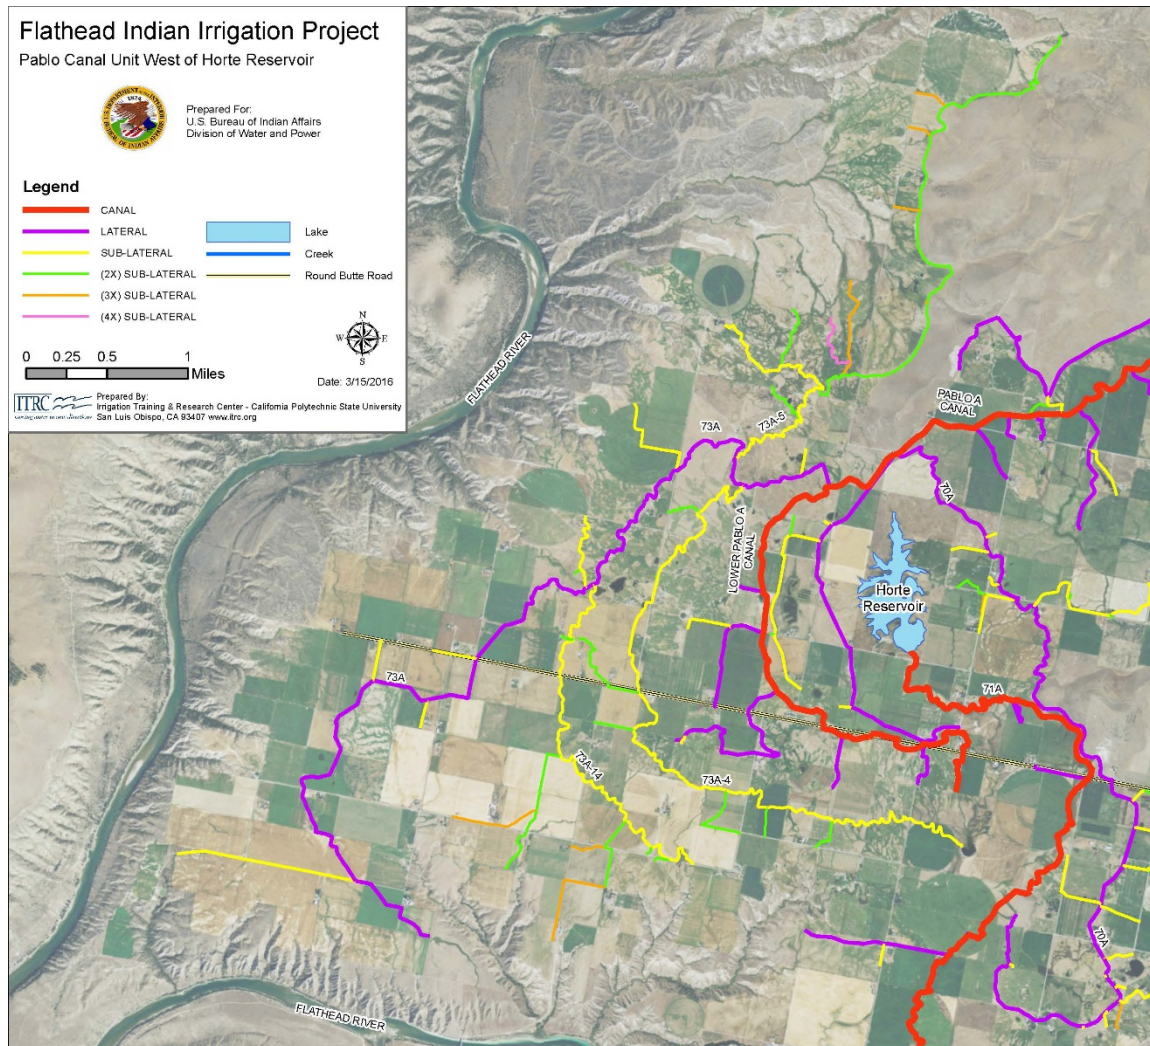 Flathead Indian Irrigation Project
Pablo Canal Unit West of Horte Reservoir
Prepared For:
U.S. Bureau of Indian Affairs
Division of Water and Power
Legend
CANAL
LATERAL
SUB-LATERAL
(2X) SUB-LATERAL
(3X) SUB-LATERAL
(4X) SUB-LATERAL
Lake
Creek
Round Butte Road
N
W E
S
0 0.25 0.5 1
Miles
Date: 3/15/2016
ITRC
Prepared By:
Irrigation Training & Research Center - California Polytechnic State University
San Luis Obispo, CA 93407 www.itrc.org
FLATHEAD RIVER
FLATHEAD RIVER
PABLO A
CANAL
73A
73A-5
70A
LOWER PABLO A
CANAL
Horte
Reservoir
73A
71A
73A-14
73A-4
70A
FLATHEAD RIVER